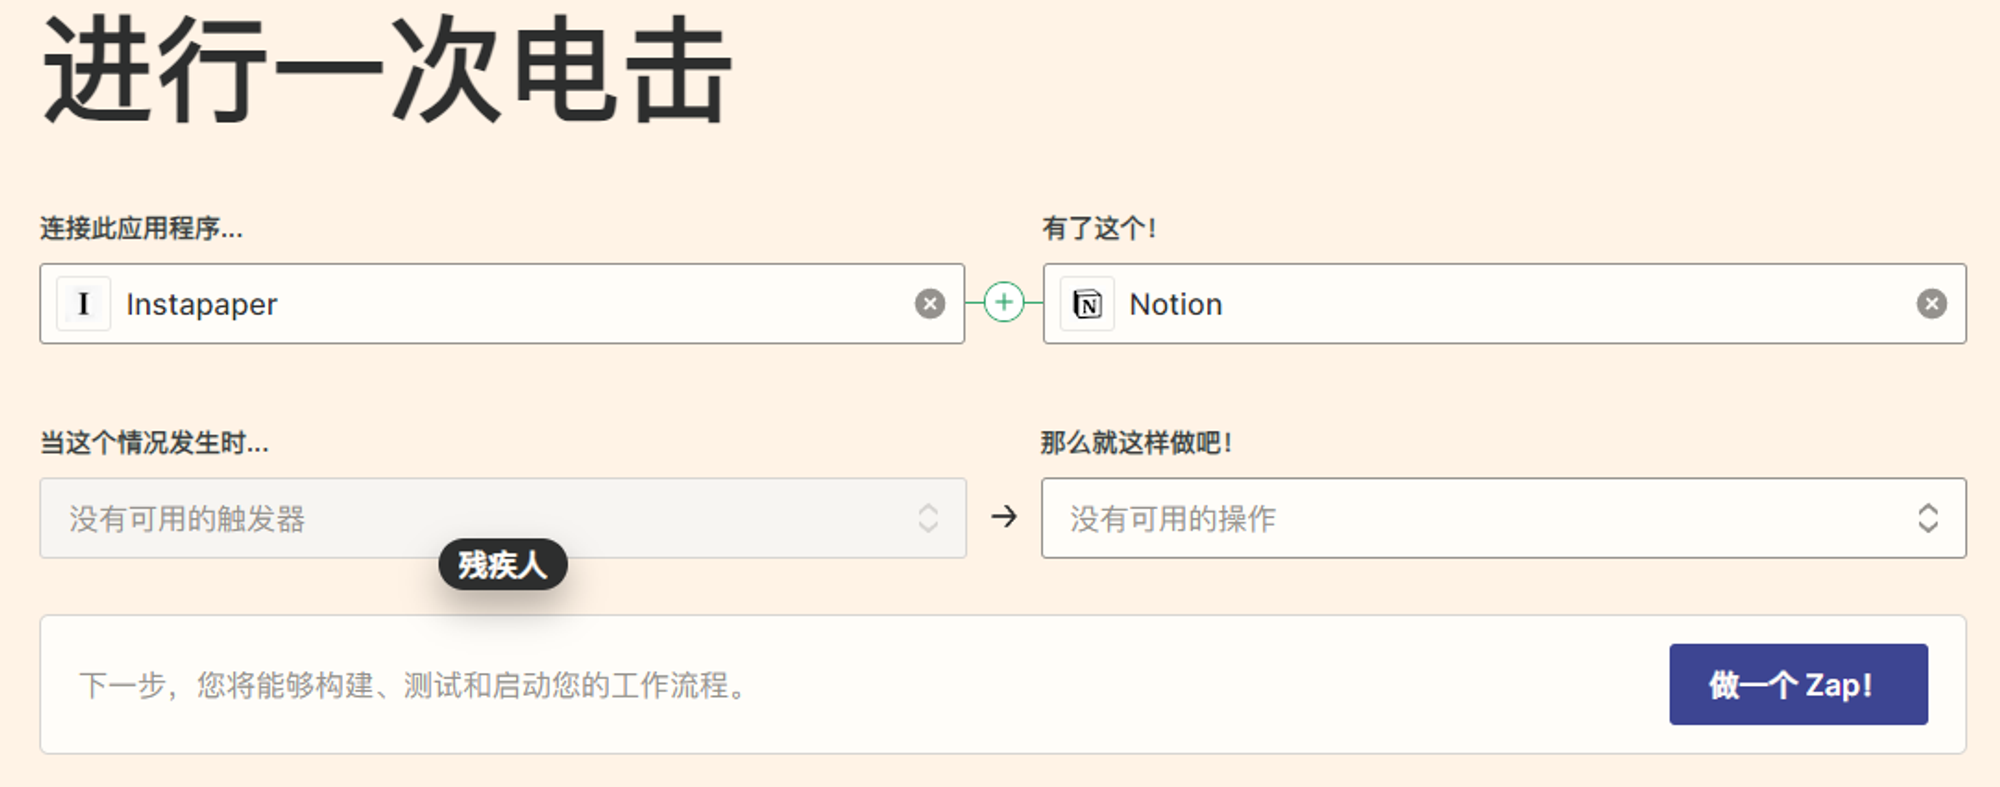 进行一次电击
连接此应用程序...
有了这个!
I Instapaper
N Notion
当这个情况发生时...
那么就这样做吧!
没有可用的触发器
没有可用的操作
残疾人
下一步，您将能够构建、测试和启动您的工作流程。
做一个 Zap!